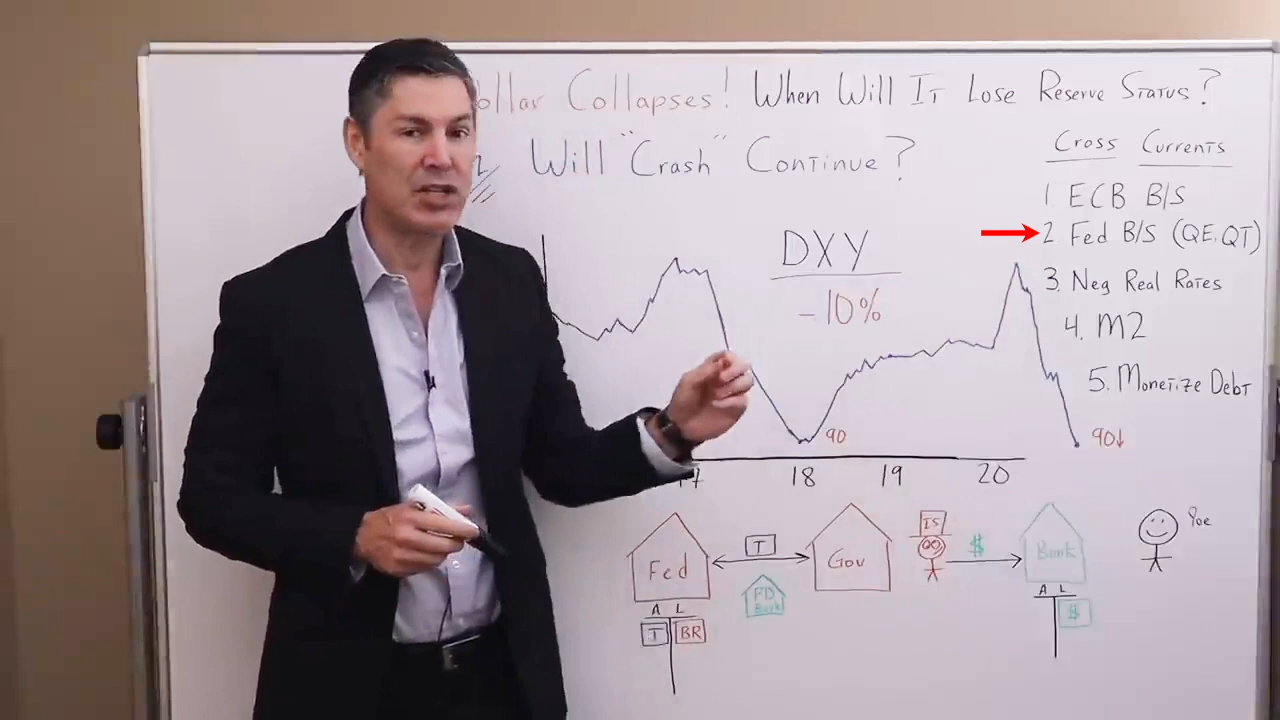 ollar Collapses! When Will It Lose Reserve Status?
Will "Crash" Continue?
Cross Currents
1. ECB B/S
2 Fed B/S (QE, QT)
3. Neg Real Rates
4. M2
5. Monetize Debt
DXY
-10%
90
90↓
17 18 19 20
Fed
T
PD
Bank
Gov
IS
$
Bank
Joe
A L
T BR
A L
$